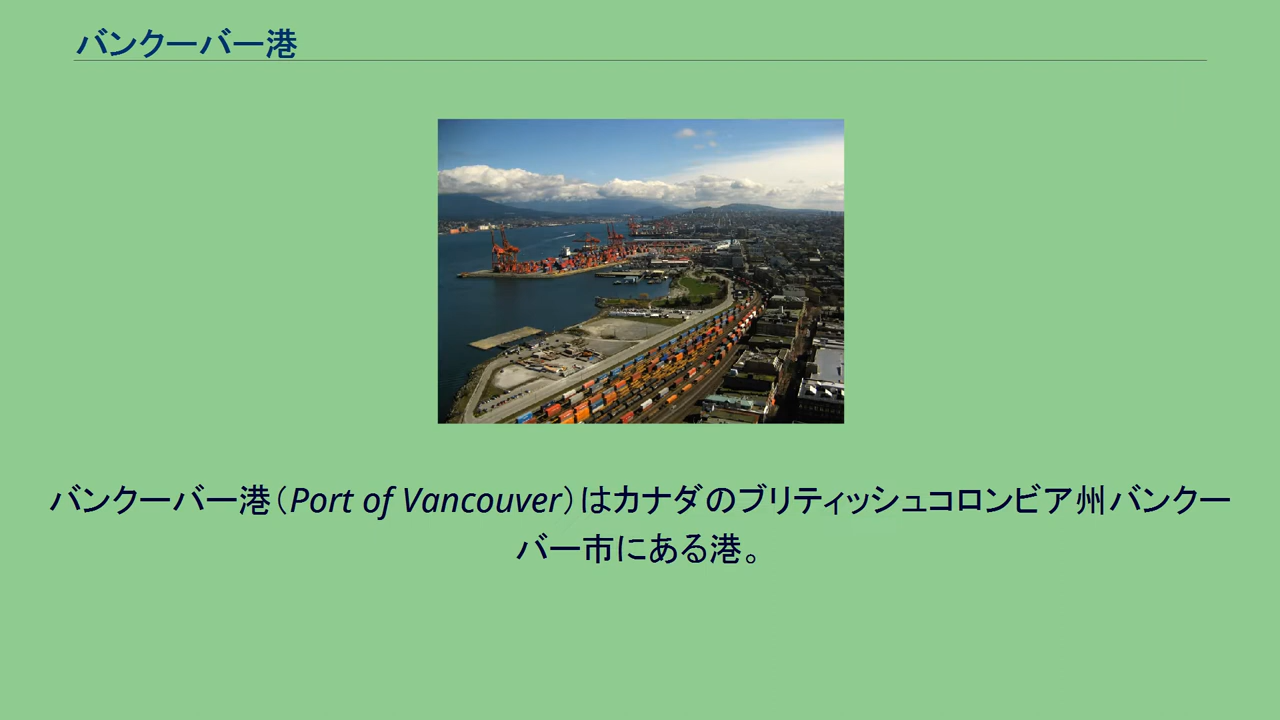 バンクーバー港
バンクーバー港（Port of Vancouver）はカナダのブリティッシュコロンビア州バンクー
バー市にある港。